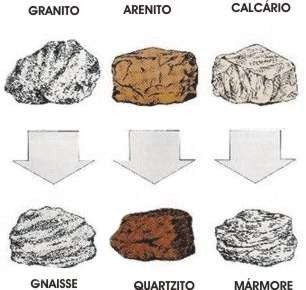 GRANITO ARENITO CALCÁRIO
GNAISSE QUARTZITO MÁRMORE